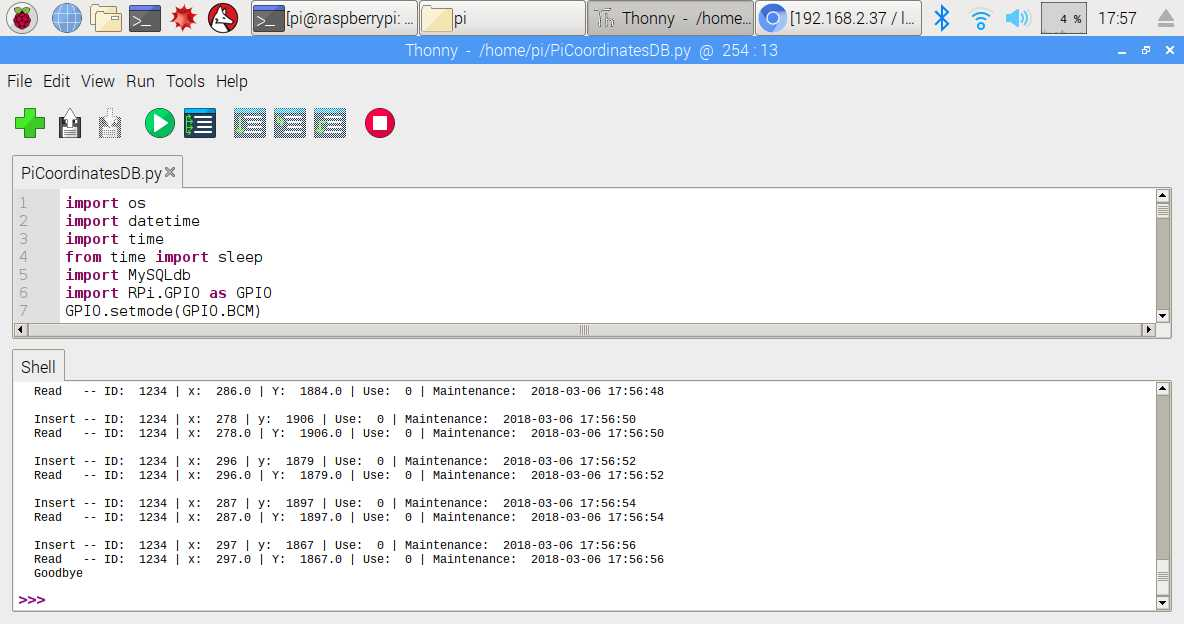 [pi@raspberrypi: ...
pi
Thonny - /home...
[192.168.2.37 / l...
4 %
17:57
Thonny - /home/pi/PiCoordinatesDB.py @ 254 : 13
File Edit View Run Tools Help
PiCoordinatesDB.py
1 import os
2 import datetime
3 import time
4 from time import sleep
5 import MySQLdb
6 import RPi.GPIO as GPIO
7 GPIO.setmode(GPIO.BCM)
Shell
Read   -- ID:  1234 | x:  286.0 | Y:  1884.0 | Use:  0 | Maintenance:  2018-03-06 17:56:48
Insert -- ID:  1234 | x:  278 | y:  1906 | Use:  0 | Maintenance:  2018-03-06 17:56:50
Read   -- ID:  1234 | x:  278.0 | Y:  1906.0 | Use:  0 | Maintenance:  2018-03-06 17:56:50
Insert -- ID:  1234 | x:  296 | y:  1879 | Use:  0 | Maintenance:  2018-03-06 17:56:52
Read   -- ID:  1234 | x:  296.0 | Y:  1879.0 | Use:  0 | Maintenance:  2018-03-06 17:56:52
Insert -- ID:  1234 | x:  287 | y:  1897 | Use:  0 | Maintenance:  2018-03-06 17:56:54
Read   -- ID:  1234 | x:  287.0 | Y:  1897.0 | Use:  0 | Maintenance:  2018-03-06 17:56:54
Insert -- ID:  1234 | x:  297 | y:  1867 | Use:  0 | Maintenance:  2018-03-06 17:56:56
Read   -- ID:  1234 | x:  297.0 | Y:  1867.0 | Use:  0 | Maintenance:  2018-03-06 17:56:56
Goodbye
>>>